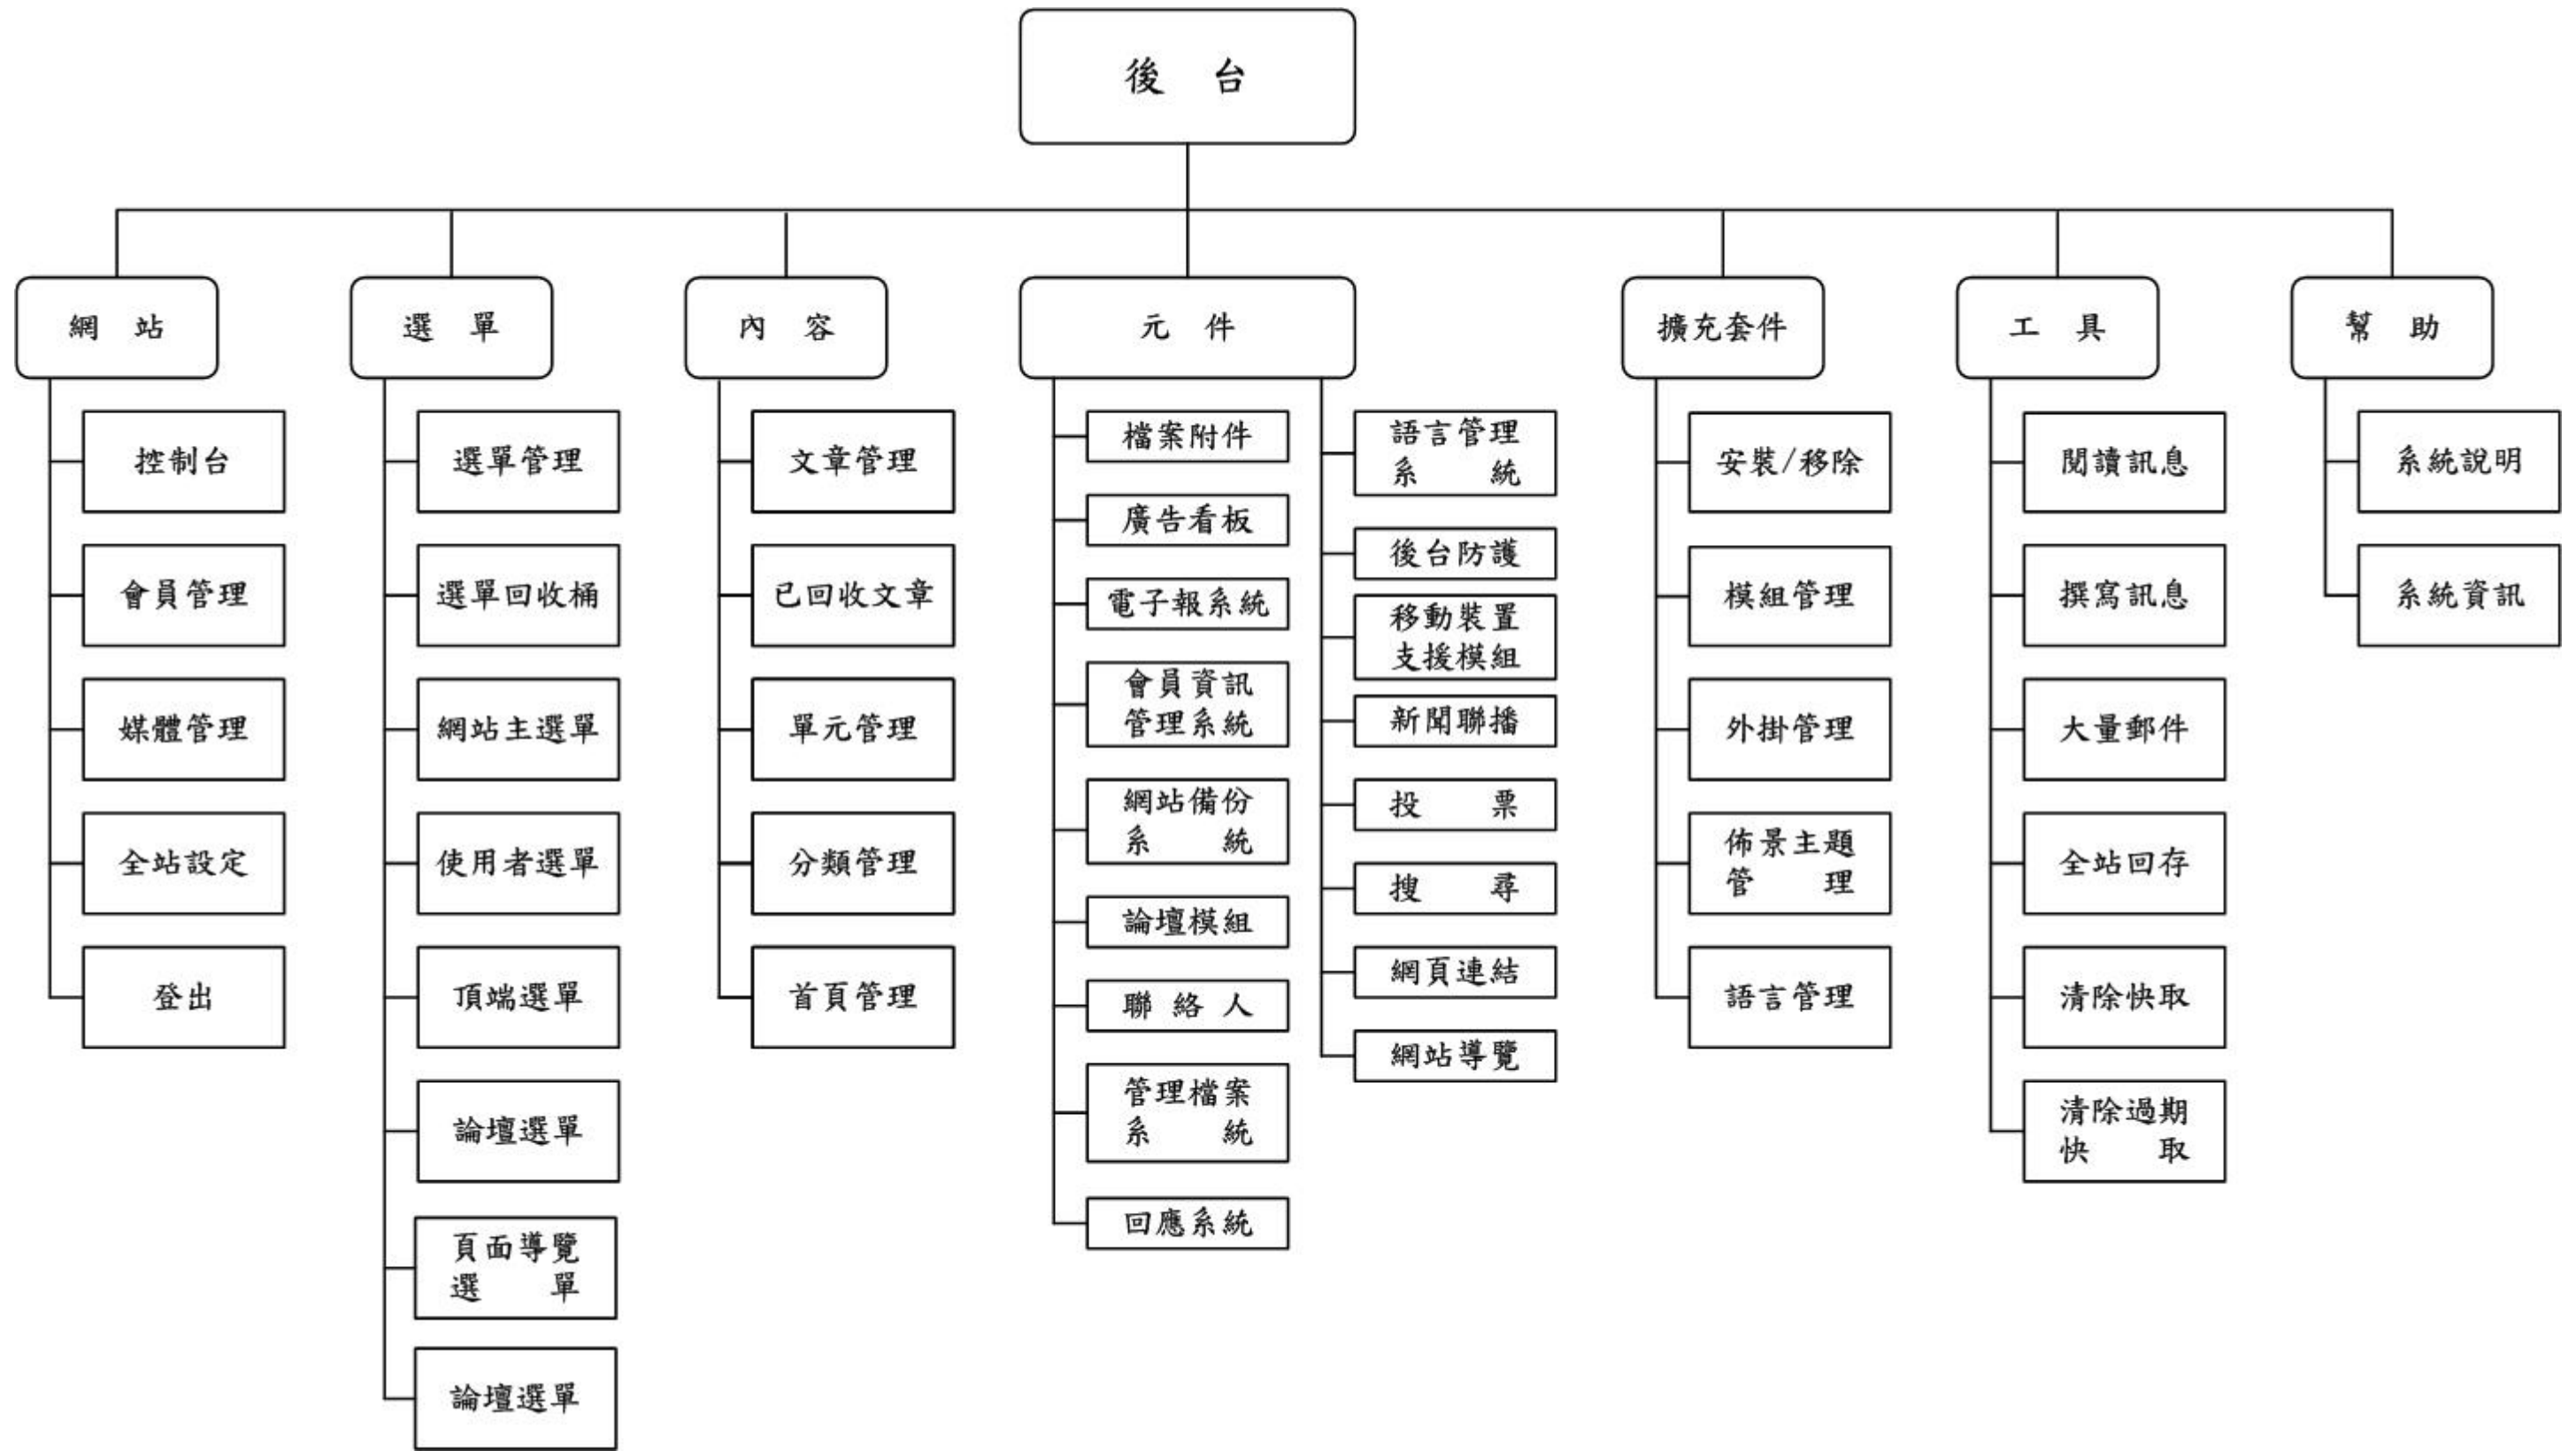 後 台
網 站
控制台
會員管理
媒體管理
全站設定
登出
選 單
選單管理
選單回收桶
網站主選單
使用者選單
頂端選單
論壇選單
頁面導覽
選 單
論壇選單
內 容
文章管理
已回收文章
單元管理
分類管理
首頁管理
元 件
檔案附件
廣告看板
電子報系統
會員資訊
管理系統
網站備份
系 統
論壇模組
聯 絡 人
管理檔案
系 統
回應系統
語言管理
系 統
後台防護
移動裝置
支援模組
新聞聯播
投 票
搜 尋
網頁連結
網站導覽
擴充套件
安裝/移除
模組管理
外掛管理
佈景主題
管 理
語言管理
工 具
閱讀訊息
撰寫訊息
大量郵件
全站回存
清除快取
清除過期
快 取
幫 助
系統說明
系統資訊